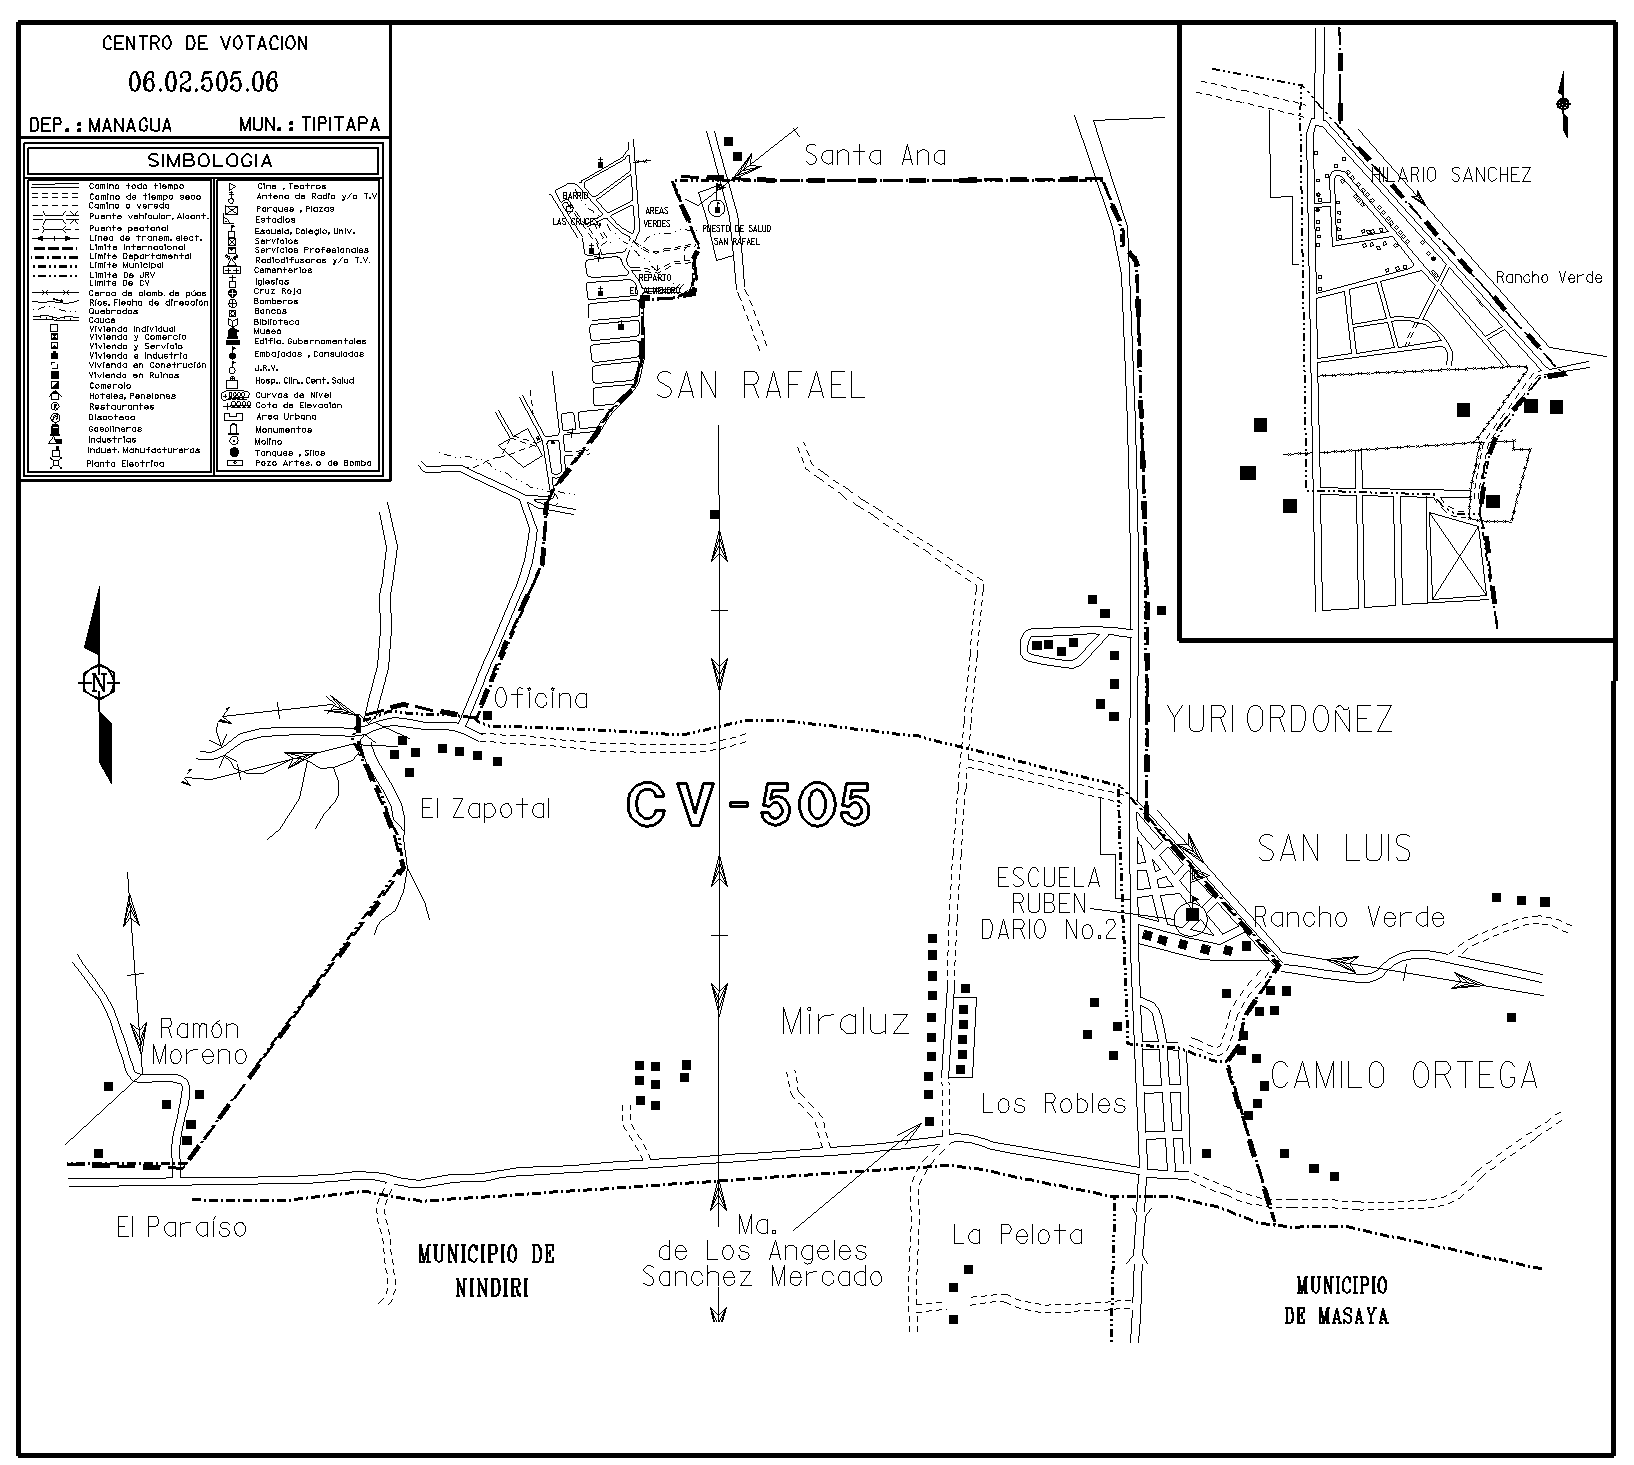 CENTRO DE VOTACION
06.02.505.06
DEP.: MANAGUA MUN.: TIPITAPA
SIMBOLOGIA
Camino todo tiempo
Camino de tiempo seco
Camino o vereda
Puente vehicular, Alcant.
Puente peatonal
Linea de transm. elect.
Limite Internacional
Limite Departamental
Limite Municipal
Limite De JRV
Limite De CV
Cerca de alamb. de púas
Rios, Flecha de dirección
Quebradas
Cauce
Vivienda Individual
Vivienda y Comercio
Vivienda y Servicio
Vivienda e Industria
Vivienda en Construción
Vivienda en Ruinas
Comercio
Hoteles, Pensiones
Restaurantes
Discoteca
Gasolineras
Industrias
Indust. Manufactureras
Planta Electrica
Cine , Teatros
Antena de Radio y/o T.V
Parques , Plazas
Estadios
Escuela, Colegio, Univ.
Servicios
Servicios Profesionales
Radiodifusoras y/o T.V.
Cementerios
Iglesias
Cruz Roja
Bomberos
Bancos
Biblioteca
Museo
Edific. Gubernamentales
Embajadas , Consulados
J.R.V.
Hosp., Clin., Cent. Salud
Curvas de Nivel
Cota de Elevación
Area Urbana
Monumentos
Molino
Tanques , Silos
Pozo Artes. o de Bomba
HILARIO SANCHEZ
Rancho Verde
Santa Ana
BARRIO
LAS CRUCES
AREAS
VERDES
PUESTO DE SALUD
SAN RAFAEL
REPARTO
EL ALMENDRO
SAN RAFAEL
N
Oficina
YURI ORDOÑEZ
El Zapotal
CV-505
SAN LUIS
ESCUELA
RUBEN
DARIO No.2
Rancho Verde
Miraluz
Ramón
Moreno
CAMILO ORTEGA
Los Robles
El Paraíso
Ma.
de Los Angeles
Sanchez Mercado
La Pelota
MUNICIPIO DE
NINDIRI
MUNICIPIO
DE MASAYA